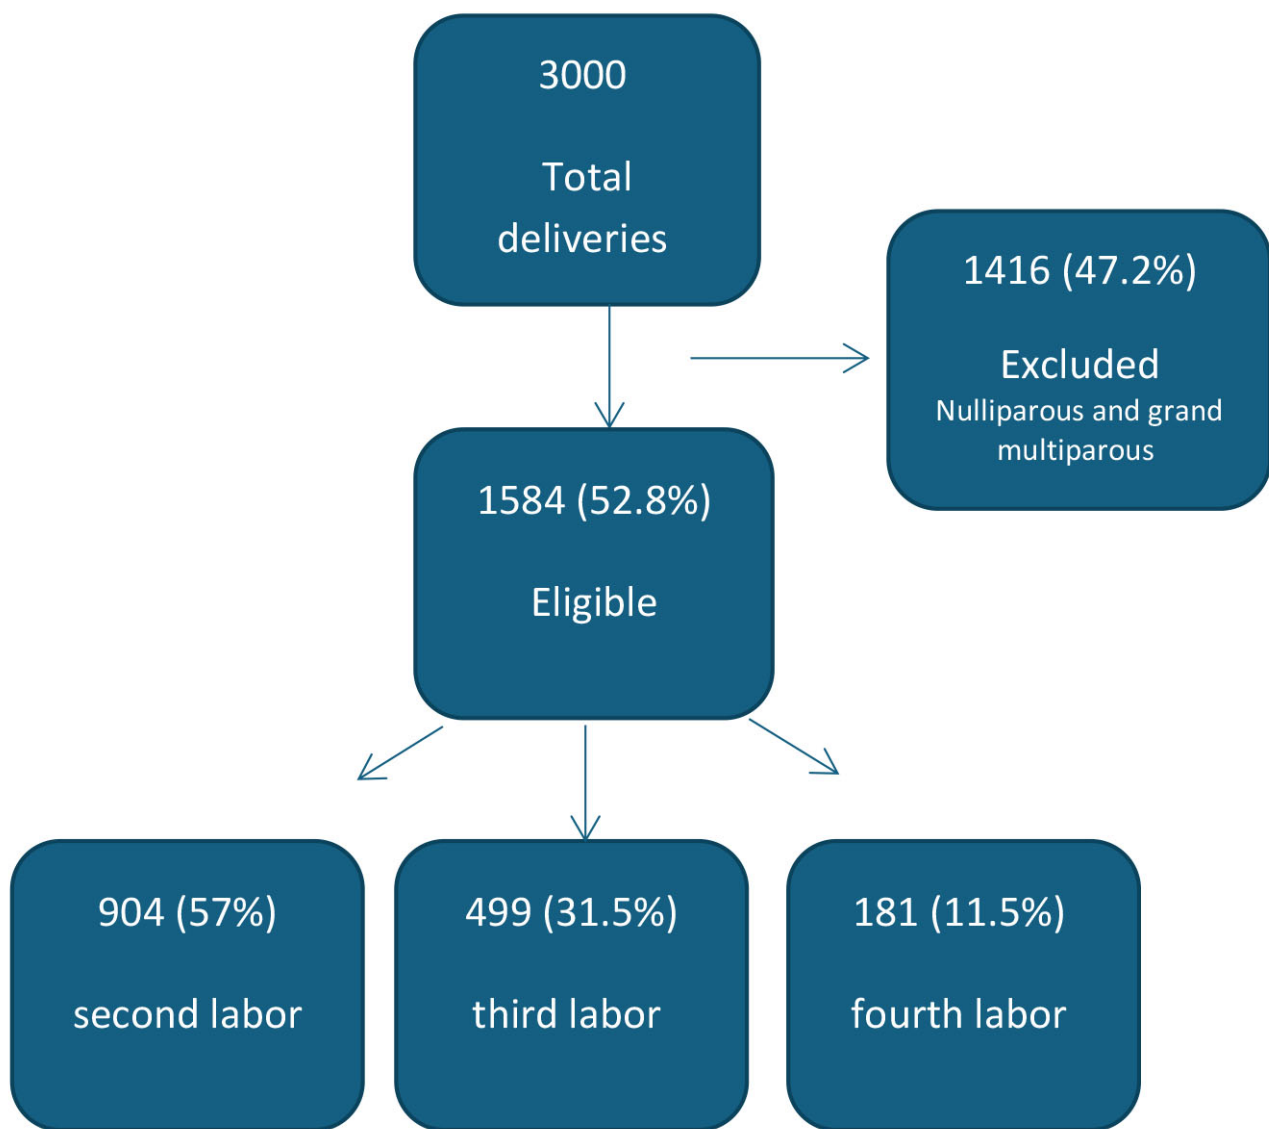 3000
Total
deliveries
1416 (47.2%)
Excluded
Nulliparous and grand
multiparous
1584 (52.8%)
Eligible
904 (57%)
second labor
499 (31.5%)
third labor
181 (11.5%)
fourth labor